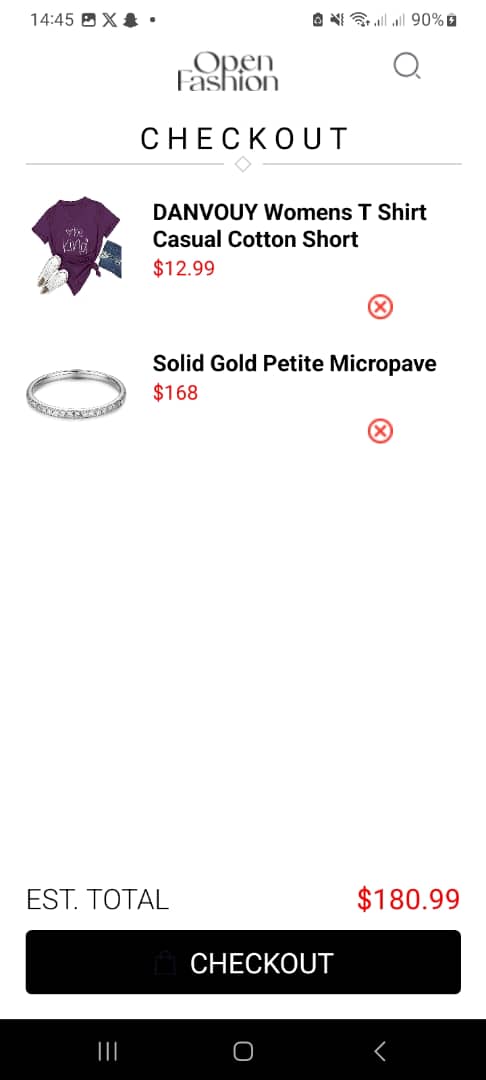 14:45
90%
Open
Fashion
CHECKOUT
DANVOUY Womens T Shirt
Casual Cotton Short
$12.99
Solid Gold Petite Micropave
$168
EST. TOTAL
$180.99
CHECKOUT